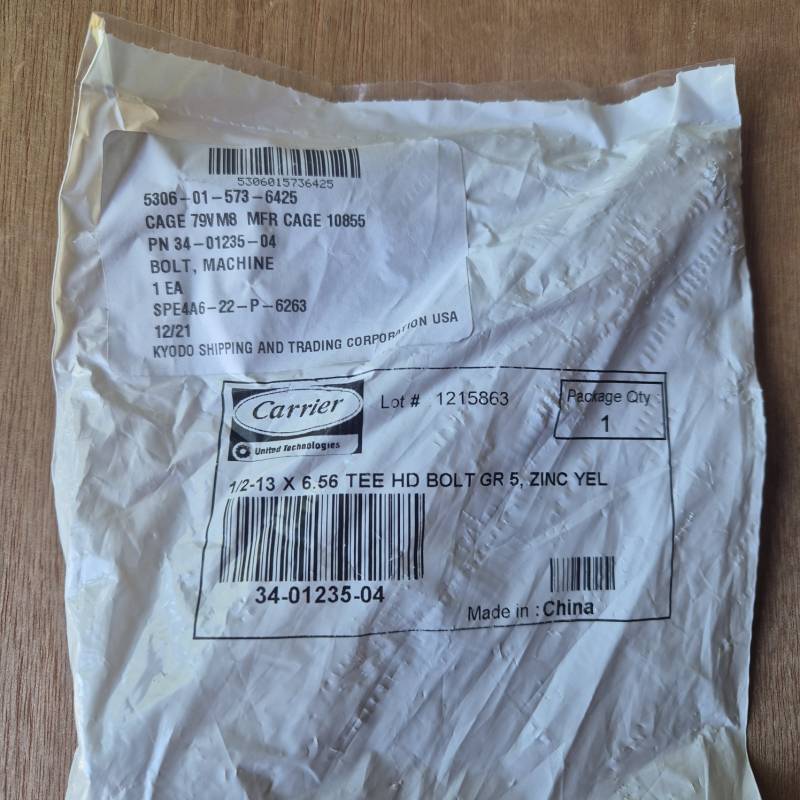 5306015736425
5306-01-573-6425
CAGE 79VM8 MFR CAGE 10855
PN 34-01235-04
BOLT, MACHINE
1 EA
SPE4A6-22-P-6263
12/21
KYODO SHIPPING AND TRADING CORPORATION USA
Carrier
United Technologies
Lot # 1215863
Package Qty :
1
1/2-13 X 6.56 TEE HD BOLT GR 5, ZINC YEL
34-01235-04
Made in : China